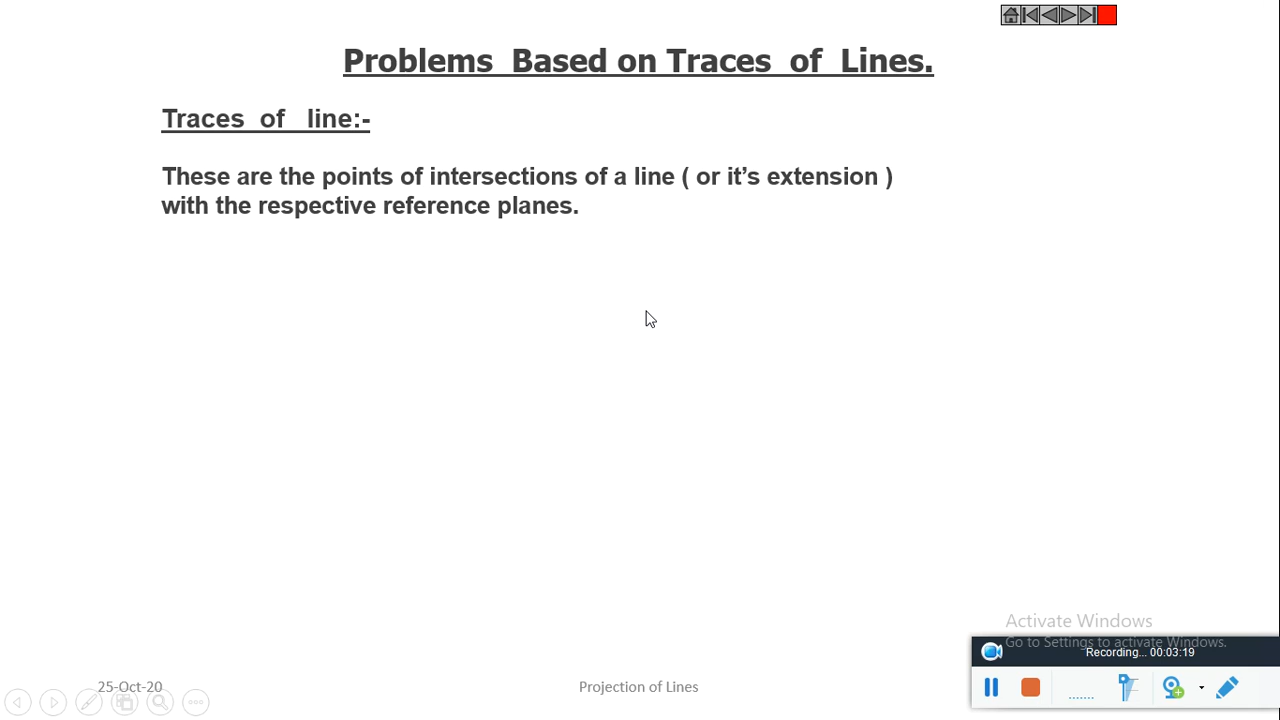 Problems Based on Traces of Lines.
Traces of line:-
These are the points of intersections of a line ( or it’s extension )
with the respective reference planes.
Activate Windows
Go to Settings to activate Windows.
Recording... 00:03:19
25-Oct-20
Projection of Lines